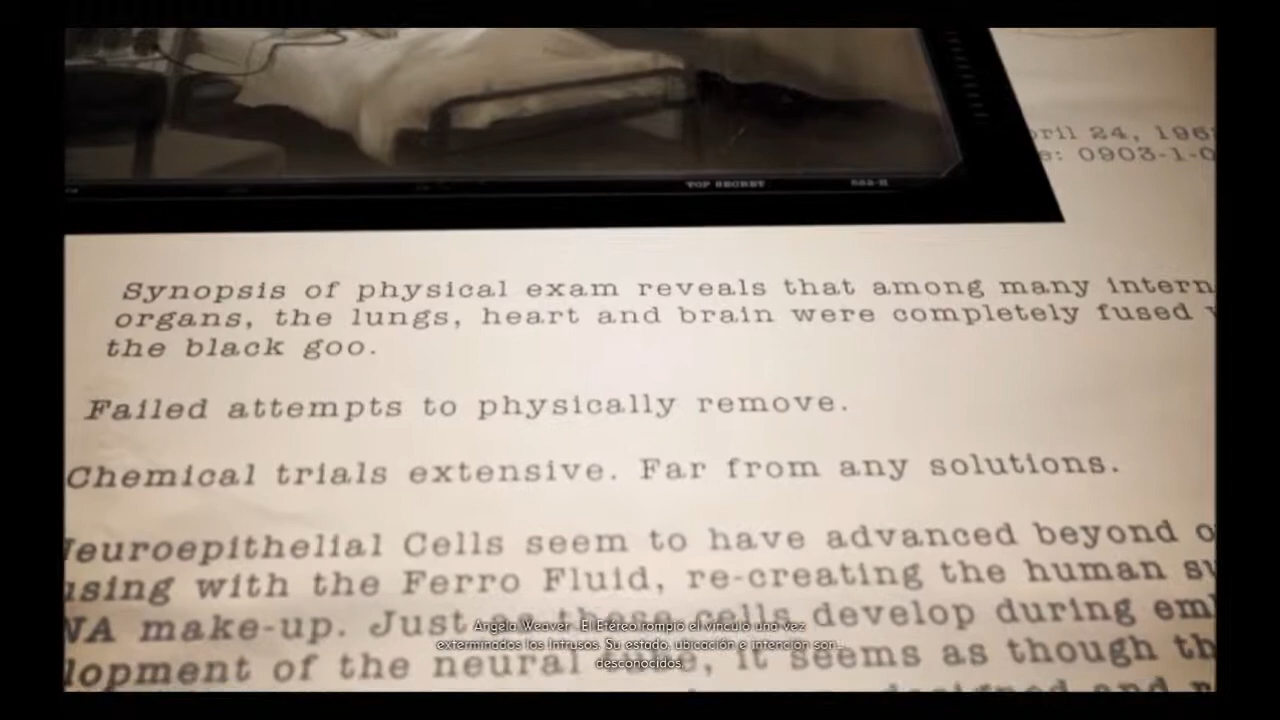 TOP SECRET
April 24, 196
0903-1-0
Synopsis of physical exam reveals that among many intern
organs, the lungs, heart and brain were completely fused
the black goo.
Failed attempts to physically remove.
Chemical trials extensive. Far from any solutions.
Neuroepithelial Cells seem to have advanced beyond
using with the Ferro Fluid, re-creating the human
make-up. Just as these cells develop during
lopment of the neural tube, it seems as though
designed and
Angela Weaver El Etéreo rompió el vínculo una vez
exterminados los Intrusos. Su estado, ubicación e intención son
desconocidos.